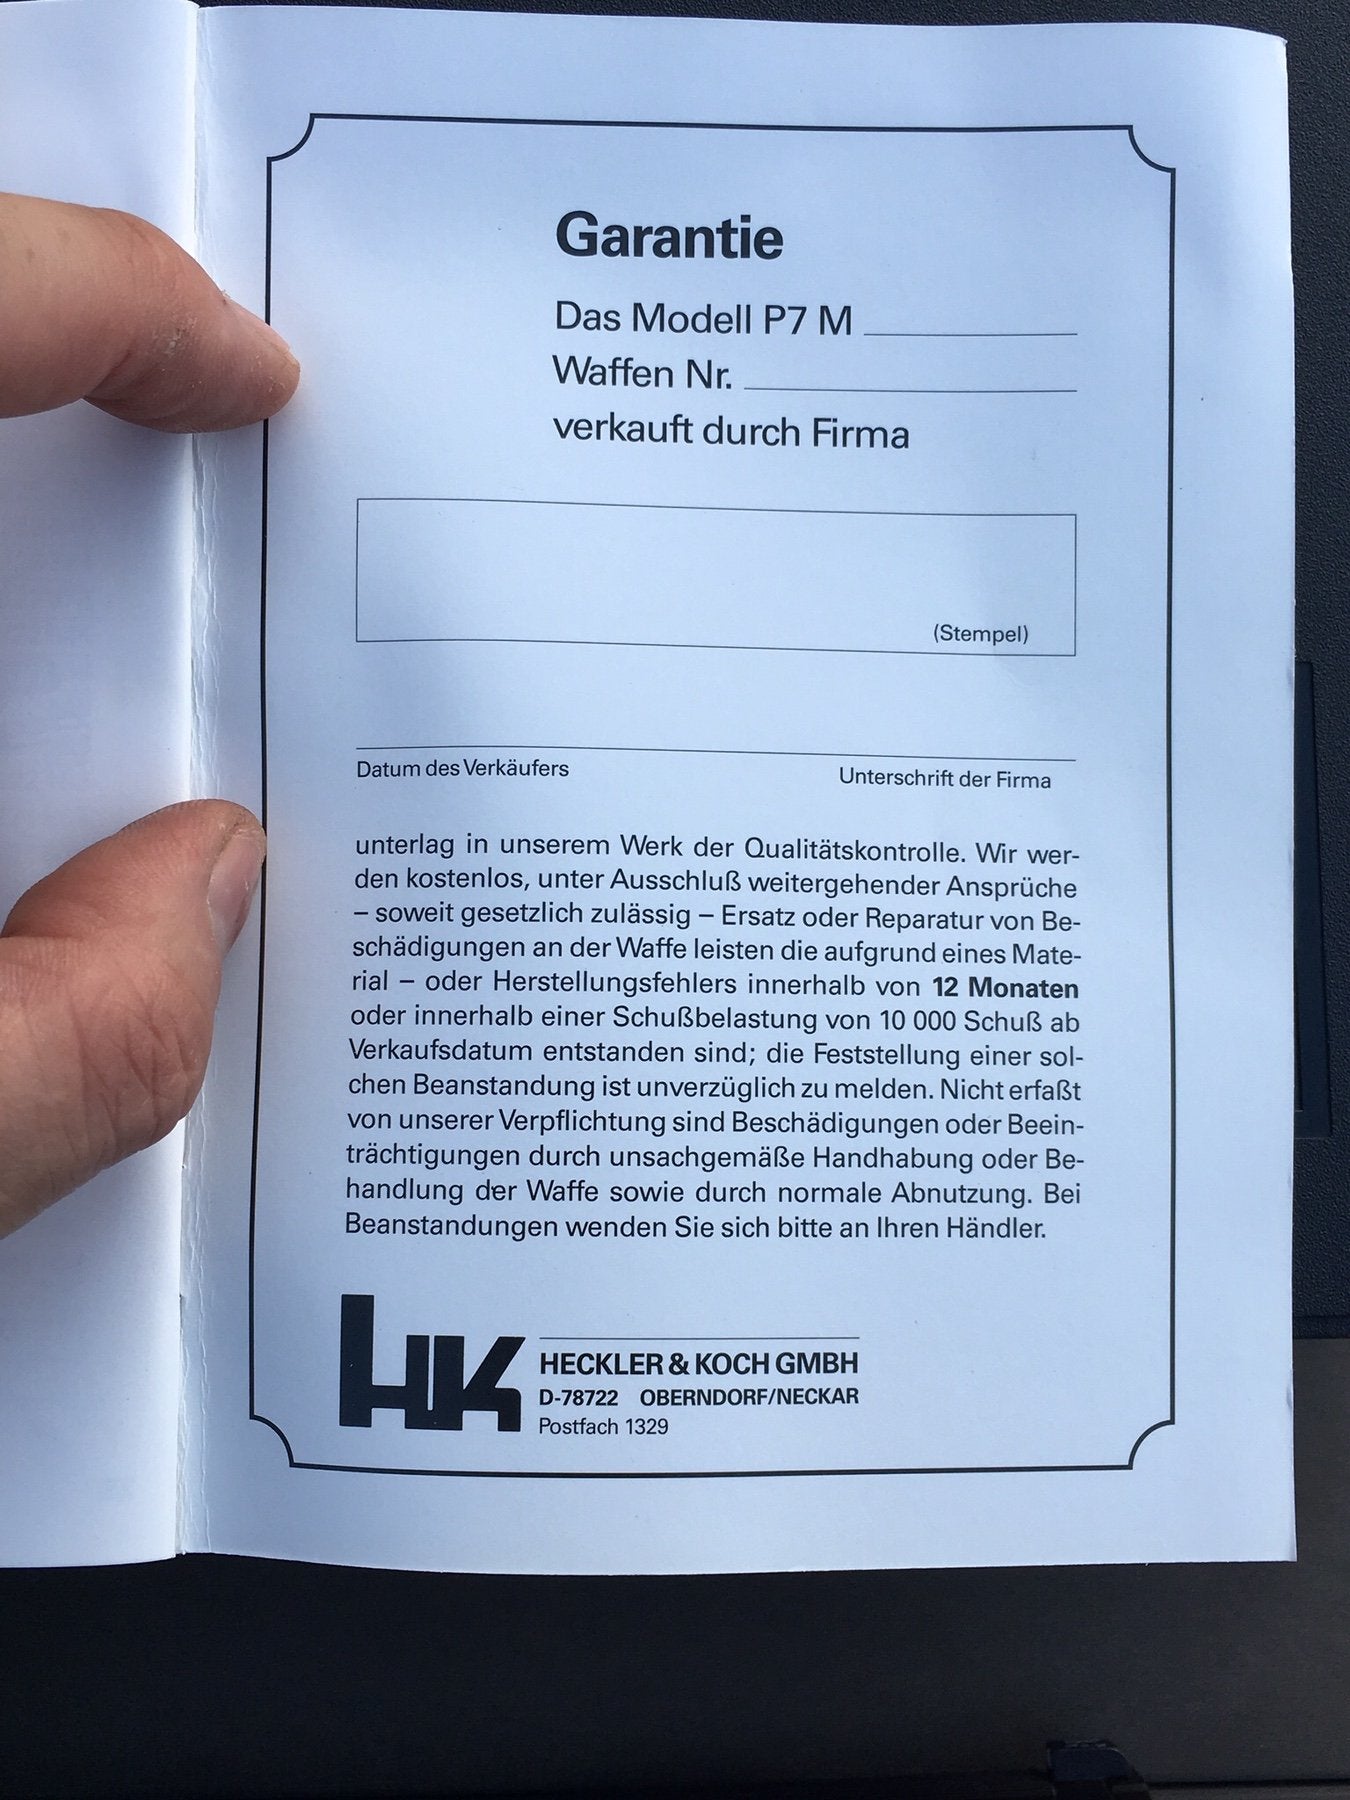 Garantie
Das Modell P7 M
Waffen Nr.
verkauft durch Firma
(Stempel)
Datum des Verkäufers
Unterschrift der Firma
unterlag in unserem Werk der Qualitätskontrolle. Wir wer-
den kostenlos, unter Ausschluß weitergehender Ansprüche
– soweit gesetzlich zulässig – Ersatz oder Reparatur von Be-
schädigungen an der Waffe leisten die aufgrund eines Mate-
rial – oder Herstellungsfehlers innerhalb von 12 Monaten
oder innerhalb einer Schußbelastung von 10 000 Schuß ab
Verkaufsdatum entstanden sind; die Feststellung einer sol-
chen Beanstandung ist unverzüglich zu melden. Nicht erfaßt
von unserer Verpflichtung sind Beschädigungen oder Beein-
trächtigungen durch unsachgemäße Handhabung oder Be-
handlung der Waffe sowie durch normale Abnutzung. Bei
Beanstandungen wenden Sie sich bitte an Ihren Händler.
HK
HECKLER & KOCH GMBH
D-78722 OBERNDORF/NECKAR
Postfach 1329